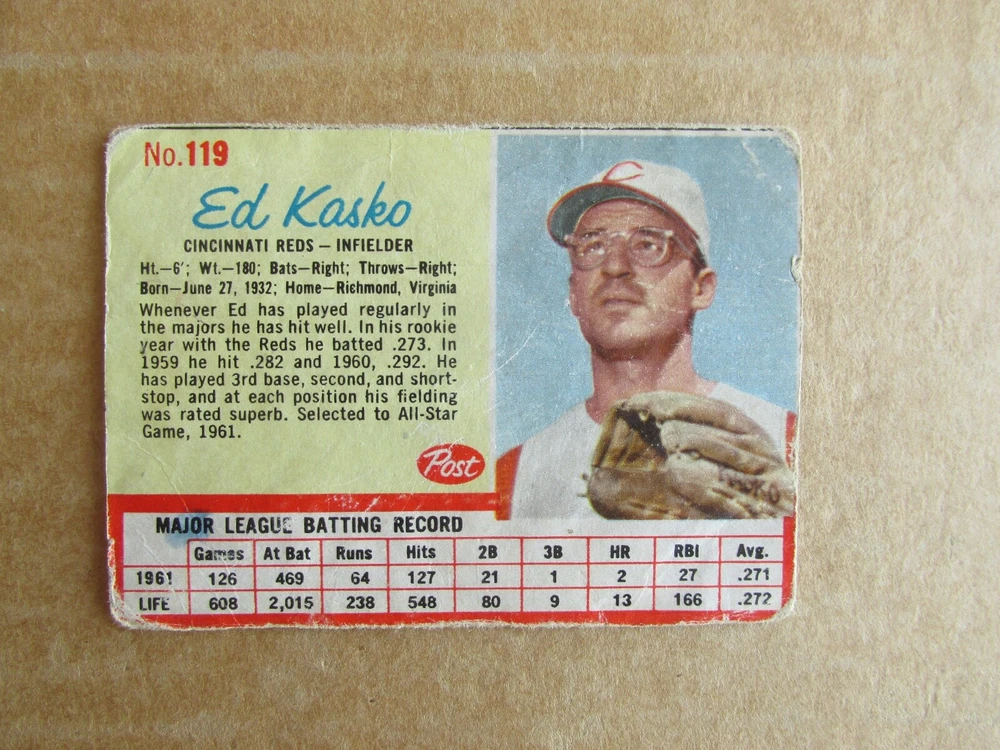 No.119
Ed Kasko
CINCINNATI REDS – INFIELDER
Ht.–6'; Wt.–180; Bats–Right; Throws–Right;
Born–June 27, 1932; Home–Richmond, Virginia
Whenever Ed has played regularly in
the majors he has hit well. In his rookie
year with the Reds he batted .273. In
1959 he hit .282 and 1960, .292. He
has played 3rd base, second, and short-
stop, and at each position his fielding
was rated superb. Selected to All-Star
Game, 1961.
Post
C
KASKO
MAJOR LEAGUE BATTING RECORD
Games At Bat Runs Hits 2B 3B HR RBI Avg.
1961 126 469 64 127 21 1 2 27 .271
LIFE 608 2,015 238 548 80 9 13 166 .272